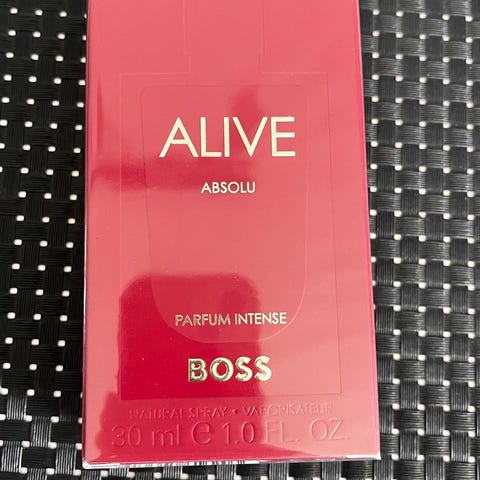 ALIVE
ABSOLU
PARFUM INTENSE
BOSS
NATURAL SPRAY • VAPORISATEUR
30 ml e 1.0 FL. OZ.